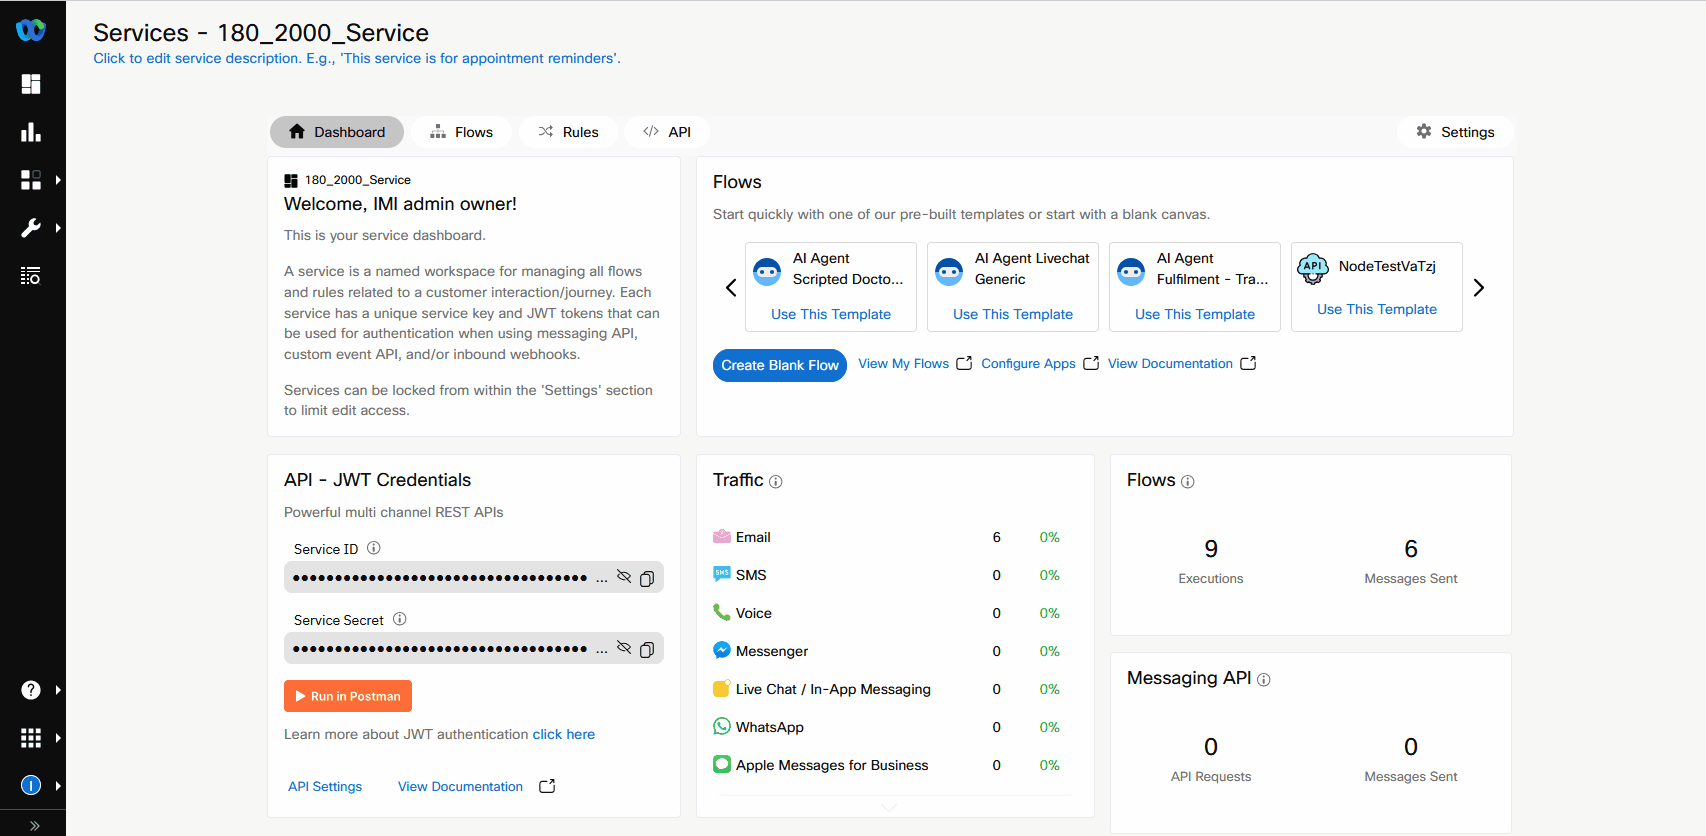 Services - 180_2000_Service
Click to edit service description. E.g., 'This service is for appointment reminders'.
Dashboard
Flows
Rules
API
Settings
180_2000_Service
Welcome, IMI admin owner!
This is your service dashboard.
A service is a named workspace for managing all flows
and rules related to a customer interaction/journey. Each
service has a unique service key and JWT tokens that can
be used for authentication when using messaging API,
custom event API, and/or inbound webhooks.
Services can be locked from within the 'Settings' section
to limit edit access.
Flows
Start quickly with one of our pre-built templates or start with a blank canvas.
AI Agent
Scripted Docto...
Use This Template
AI Agent Livechat
Generic
Use This Template
AI Agent
Fulfilment - Tra...
Use This Template
API
NodeTestVaTzj
Use This Template
Create Blank Flow
View My Flows
Configure Apps
View Documentation
API - JWT Credentials
Powerful multi channel REST APIs
Service ID
...
Service Secret
...
Run in Postman
Learn more about JWT authentication click here
API Settings
View Documentation
Traffic
Email 6 0%
SMS SMS 0 0%
Voice 0 0%
Messenger 0 0%
Live Chat / In-App Messaging 0 0%
WhatsApp 0 0%
Apple Messages for Business 0 0%
Flows
9
Executions
6
Messages Sent
Messaging API
0
API Requests
0
Messages Sent
?
I